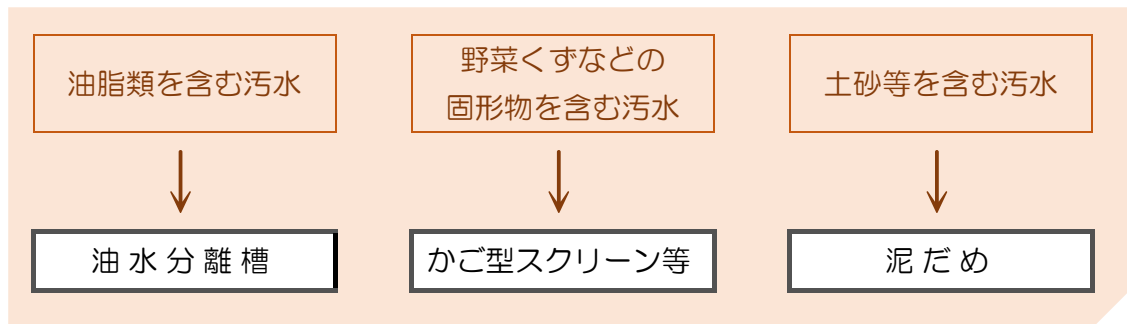 油脂類を含む汚水
野菜くずなどの
固形物を含む汚水
土砂等を含む汚水
油水分離槽
かご型スクリーン等
泥だめ